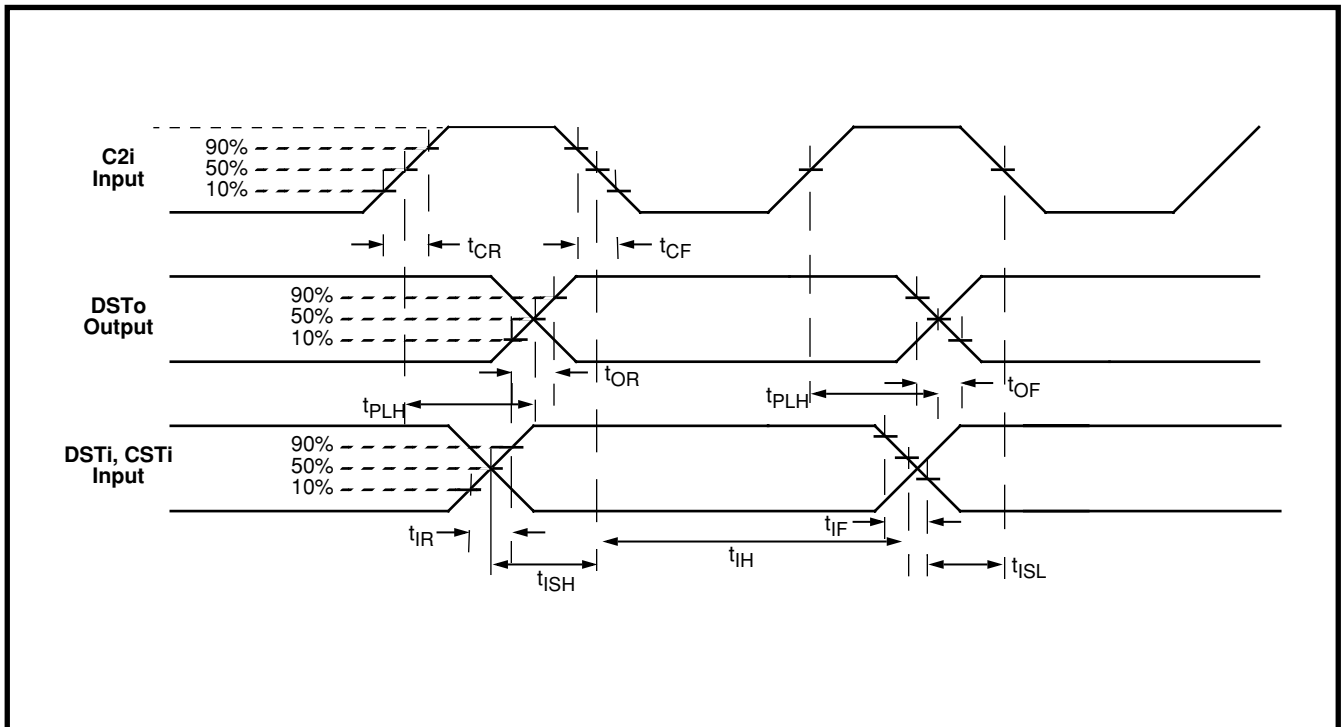 C2i
Input
90%
50%
10%
tCR
tCF
DSTo
Output
90%
50%
10%
tOR
tOF
tPLH
tPLH
DSTi, CSTi
Input
90%
50%
10%
tIR
tIF
tISH
tIH
tISL